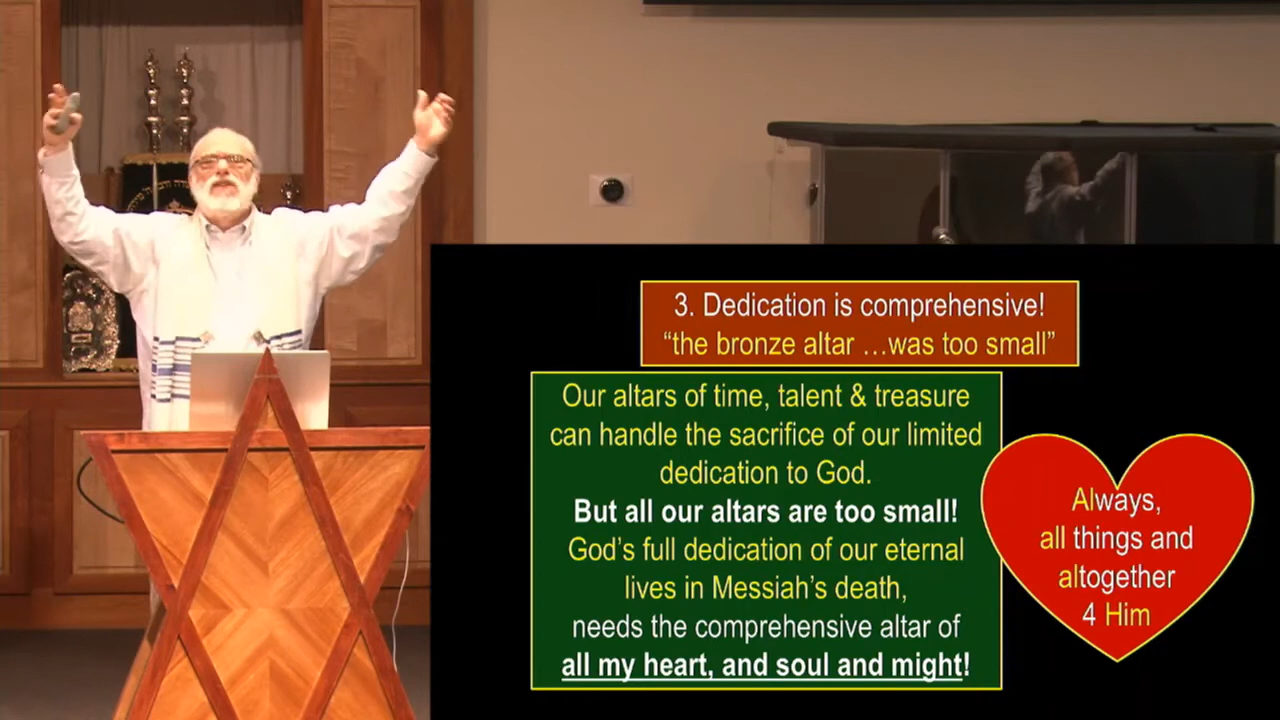 3. Dedication is comprehensive!
“the bronze altar …was too small”
Our altars of time, talent & treasure
can handle the sacrifice of our limited
dedication to God.
But all our altars are too small!
God’s full dedication of our eternal
lives in Messiah’s death,
needs the comprehensive altar of
all my heart, and soul and might!
Always,
all things and
altogether
4 Him